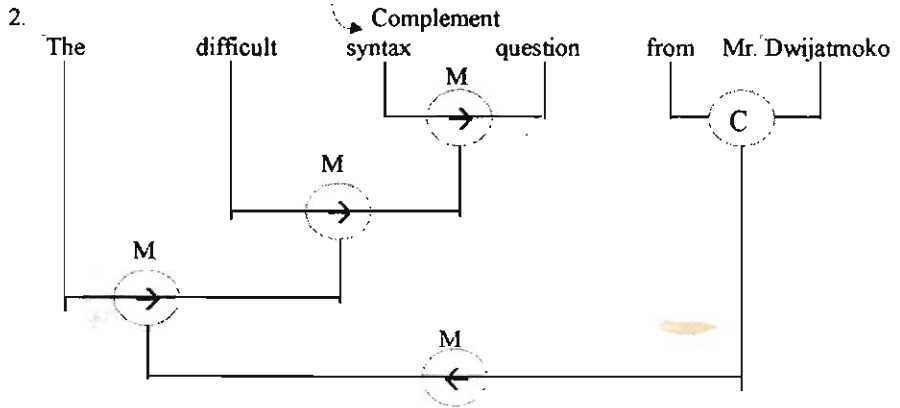 2.
Complement
The difficult syntax question from Mr. Dwijatmoko
M
C
M
M
M